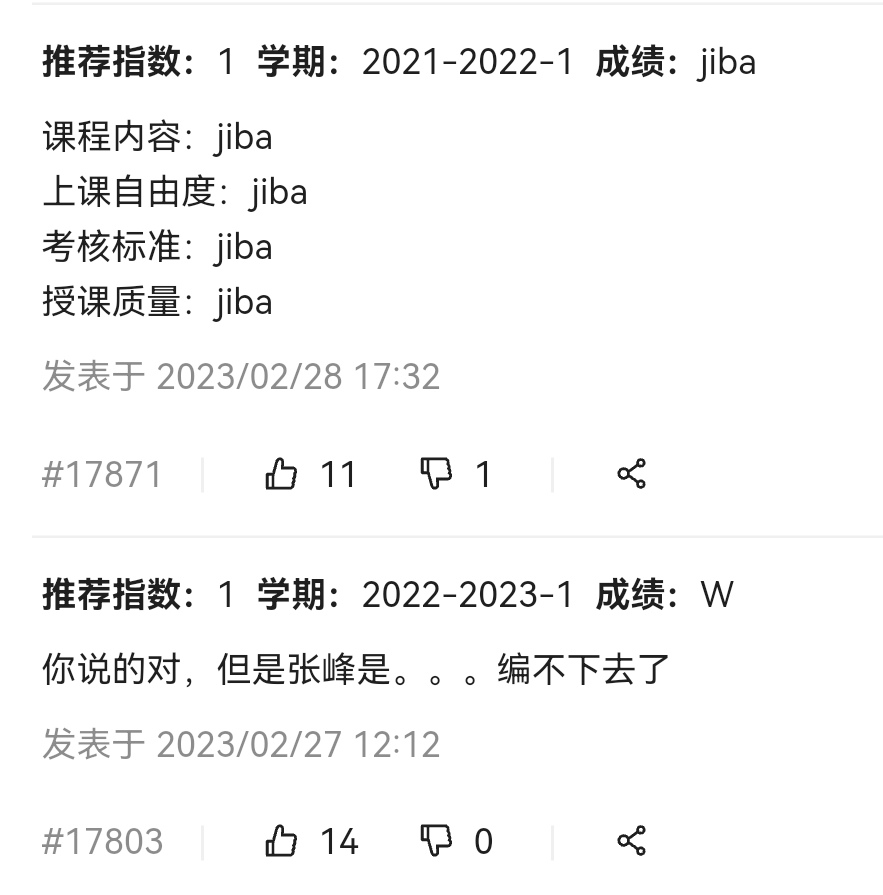 推荐指数：1 学期：2021-2022-1 成绩：jiba
课程内容：jiba
上课自由度：jiba
考核标准：jiba
授课质量：jiba
发表于 2023/02/28 17:32
#17871 11 1
推荐指数：1 学期：2022-2023-1 成绩：W
你说的对，但是张峰是。。。编不下去了
发表于 2023/02/27 12:12
#17803 14 0